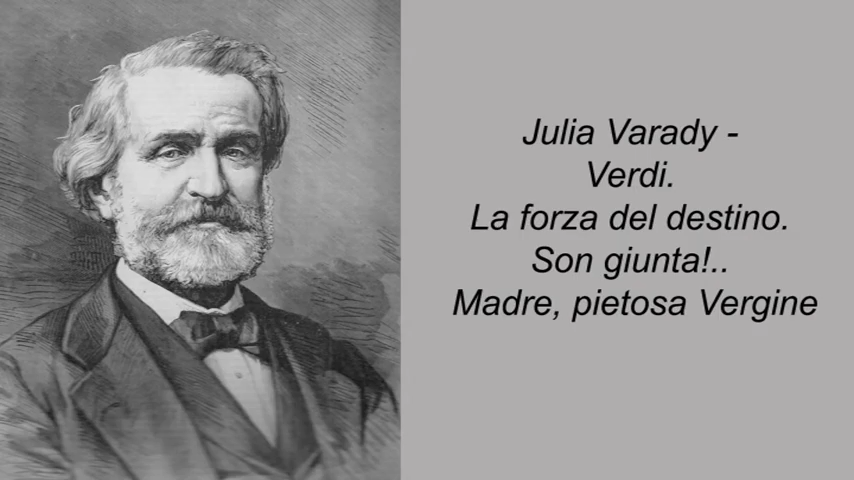 Julia Varady -
Verdi.
La forza del destino.
Son giunta!..
Madre, pietosa Vergine